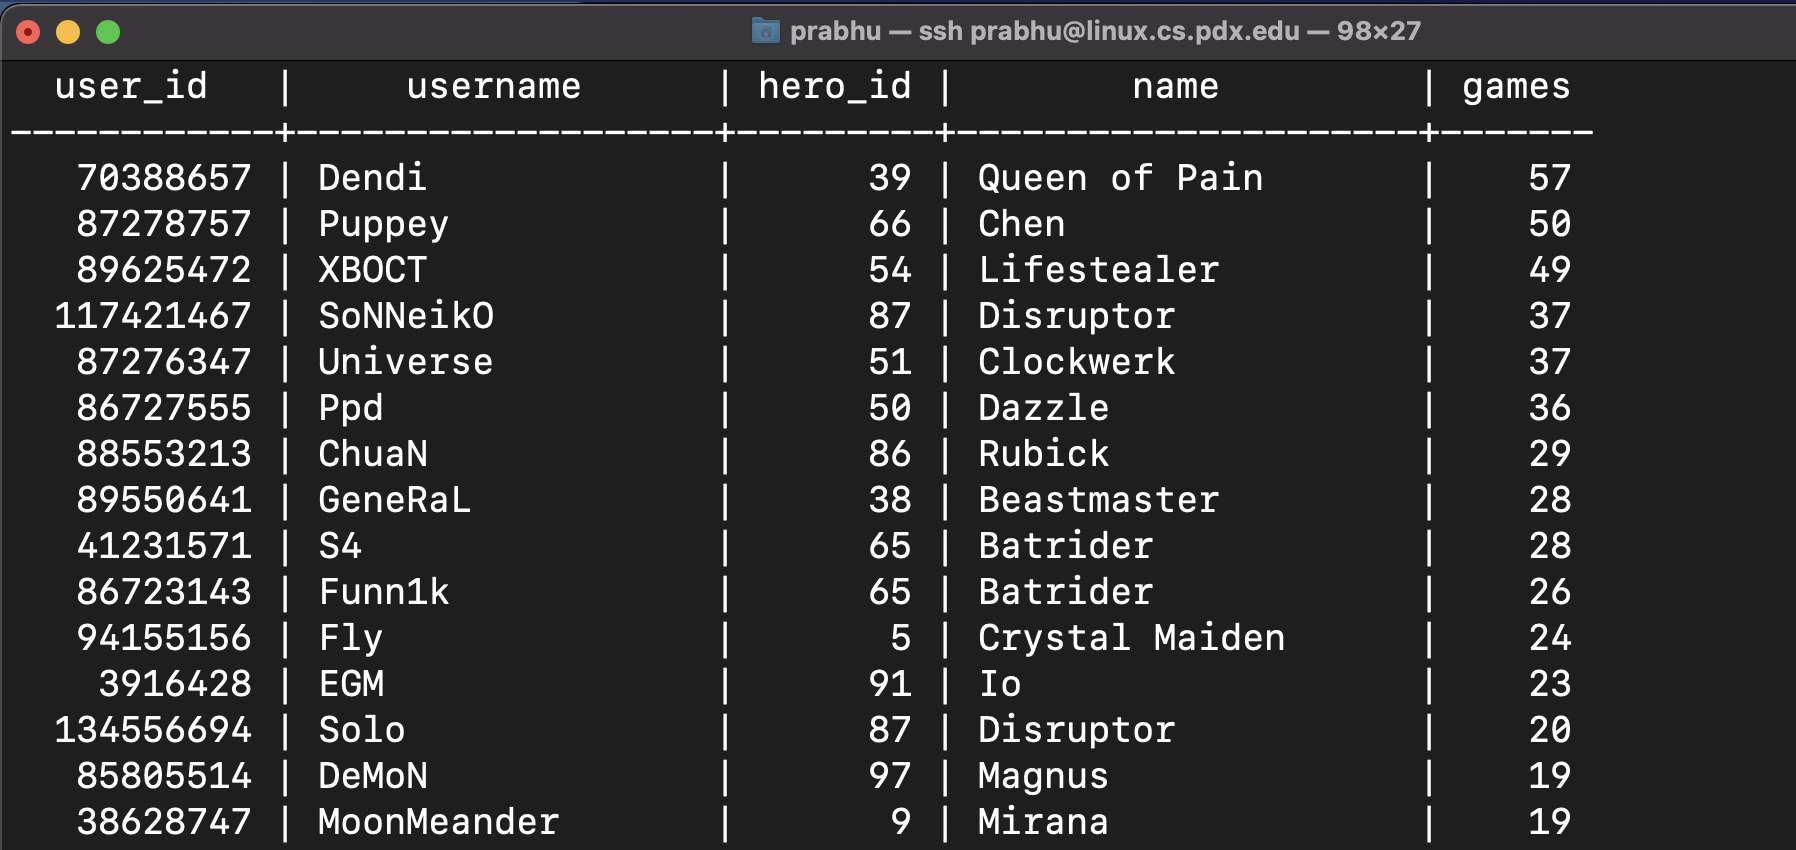 prabhu — ssh prabhu@linux.cs.pdx.edu — 98×27
user_id | username | hero_id | name | games
------------+-------------------+---------+---------------------+-------
70388657 | Dendi | 39 | Queen of Pain | 57
87278757 | Puppey | 66 | Chen | 50
89625472 | XBOCT | 54 | Lifestealer | 49
117421467 | SoNNeikO | 87 | Disruptor | 37
87276347 | Universe | 51 | Clockwerk | 37
86727555 | Ppd | 50 | Dazzle | 36
88553213 | ChuaN | 86 | Rubick | 29
89550641 | GeneRaL | 38 | Beastmaster | 28
41231571 | S4 | 65 | Batrider | 28
86723143 | Funn1k | 65 | Batrider | 26
94155156 | Fly | 5 | Crystal Maiden | 24
3916428 | EGM | 91 | Io | 23
134556694 | Solo | 87 | Disruptor | 20
85805514 | DeMoN | 97 | Magnus | 19
38628747 | MoonMeander | 9 | Mirana | 19